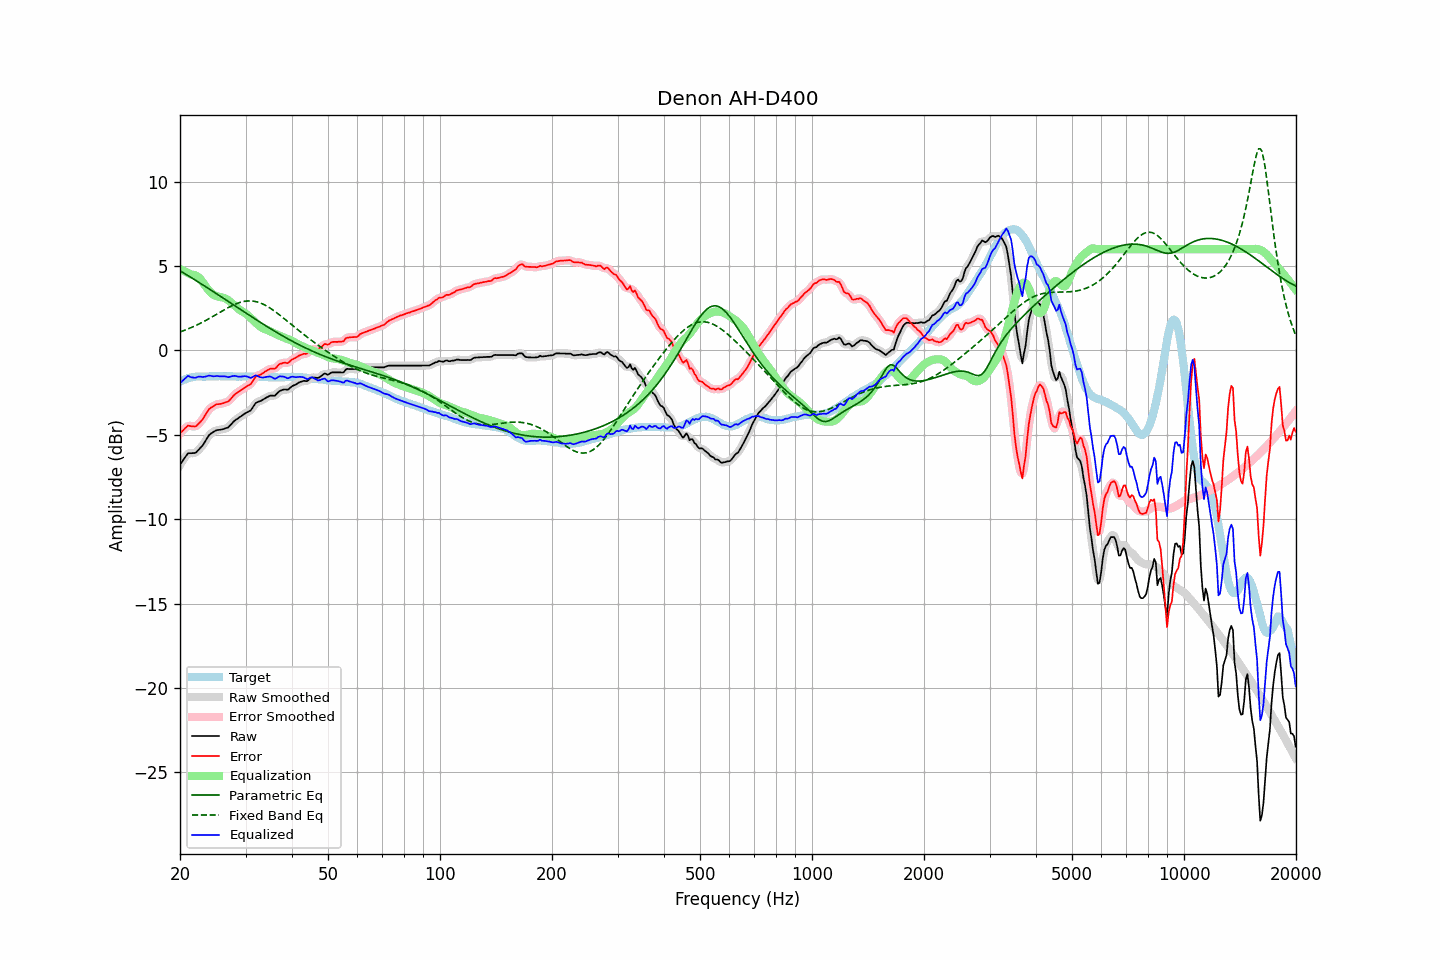 Denon AH-D400
10
5
0
−5
−10
−15
−20
−25
Amplitude (dBr)
Target
Raw Smoothed
Error Smoothed
Raw
Error
Equalization
Parametric Eq
Fixed Band Eq
Equalized
20
50
100
200
500
1000
2000
5000
10000
20000
Frequency (Hz)